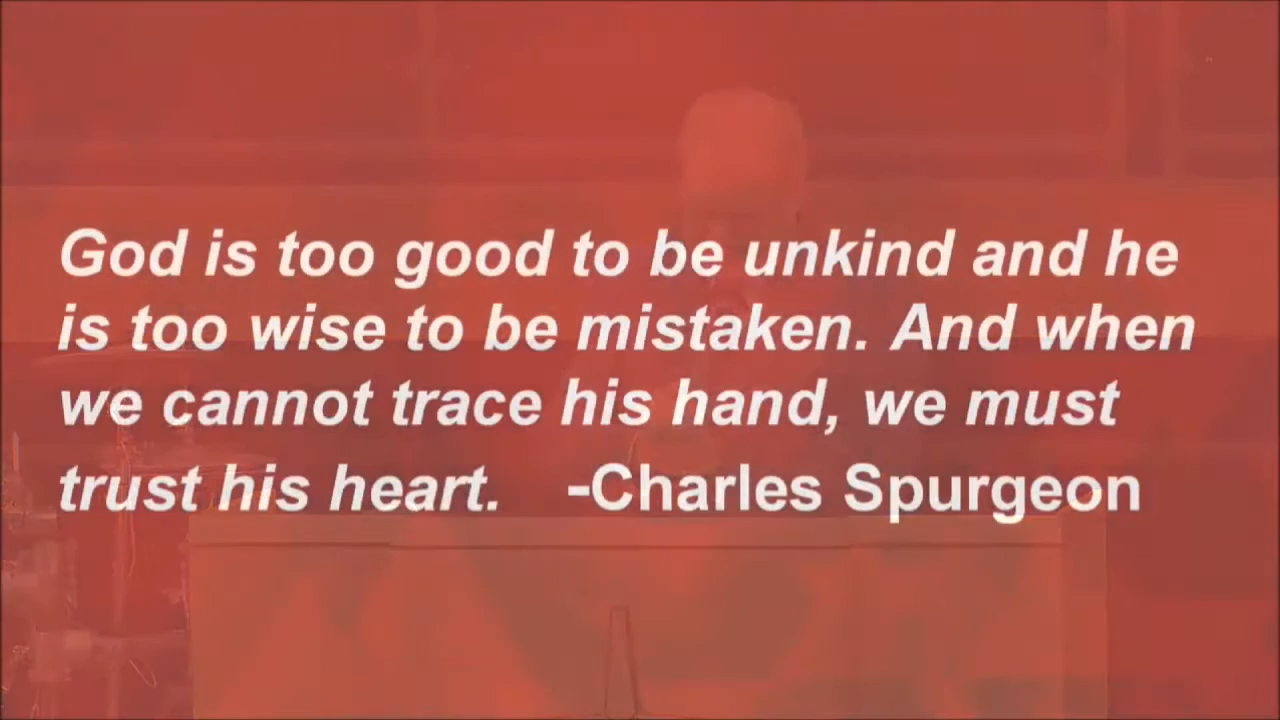 God is too good to be unkind and he
is too wise to be mistaken. And when
we cannot trace his hand, we must
trust his heart. -Charles Spurgeon